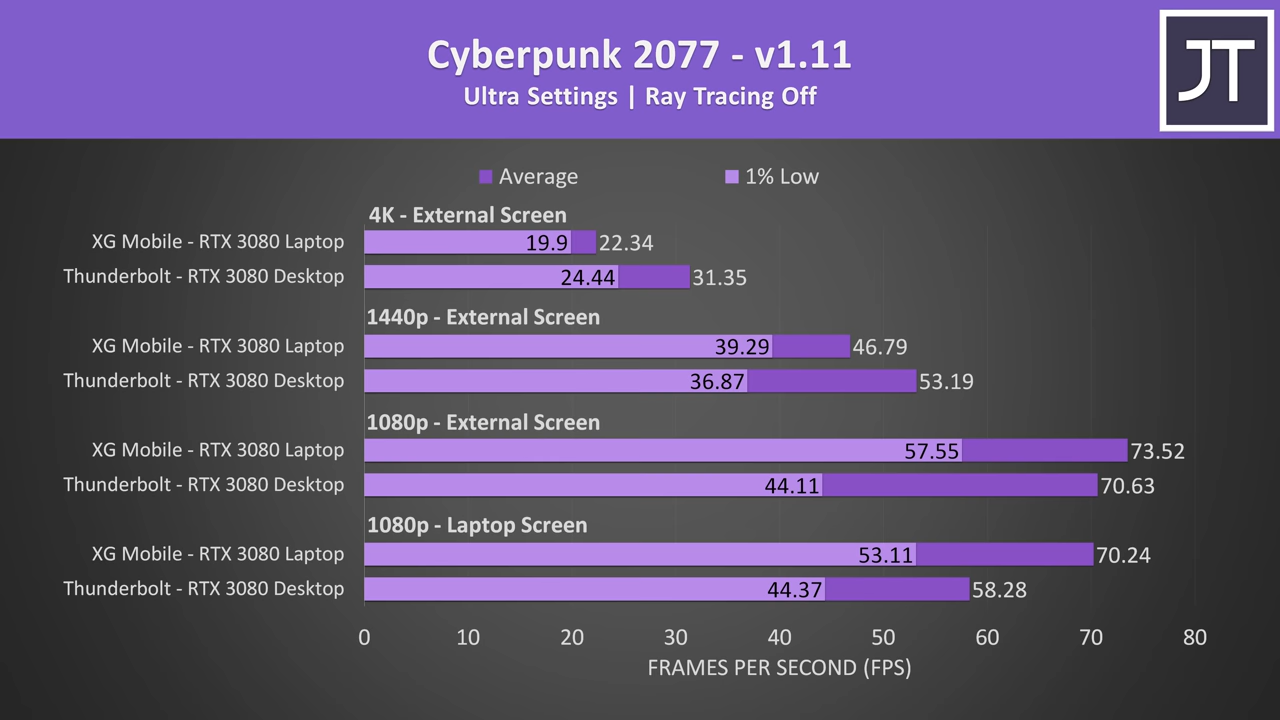 Cyberpunk 2077 - v1.11
Ultra Settings | Ray Tracing Off
JT
Average 1% Low
4K - External Screen
XG Mobile - RTX 3080 Laptop 19.9 22.34
Thunderbolt - RTX 3080 Desktop 24.44 31.35
1440p - External Screen
XG Mobile - RTX 3080 Laptop 39.29 46.79
Thunderbolt - RTX 3080 Desktop 36.87 53.19
1080p - External Screen
XG Mobile - RTX 3080 Laptop 57.55 73.52
Thunderbolt - RTX 3080 Desktop 44.11 70.63
1080p - Laptop Screen
XG Mobile - RTX 3080 Laptop 53.11 70.24
Thunderbolt - RTX 3080 Desktop 44.37 58.28
0 10 20 30 40 50 60 70 80
FRAMES PER SECOND (FPS)